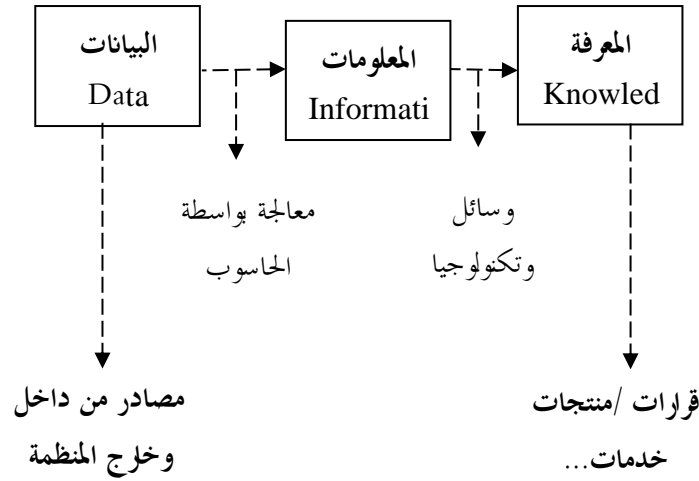 البيانات
Data
المعلومات
Informati
المعرفة
Knowled
معالجة بواسطة
الحاسوب
وسائل
وتكنولوجيا
مصادر من داخل
وخارج المنظمة
قرارات /منتجات
خدمات...